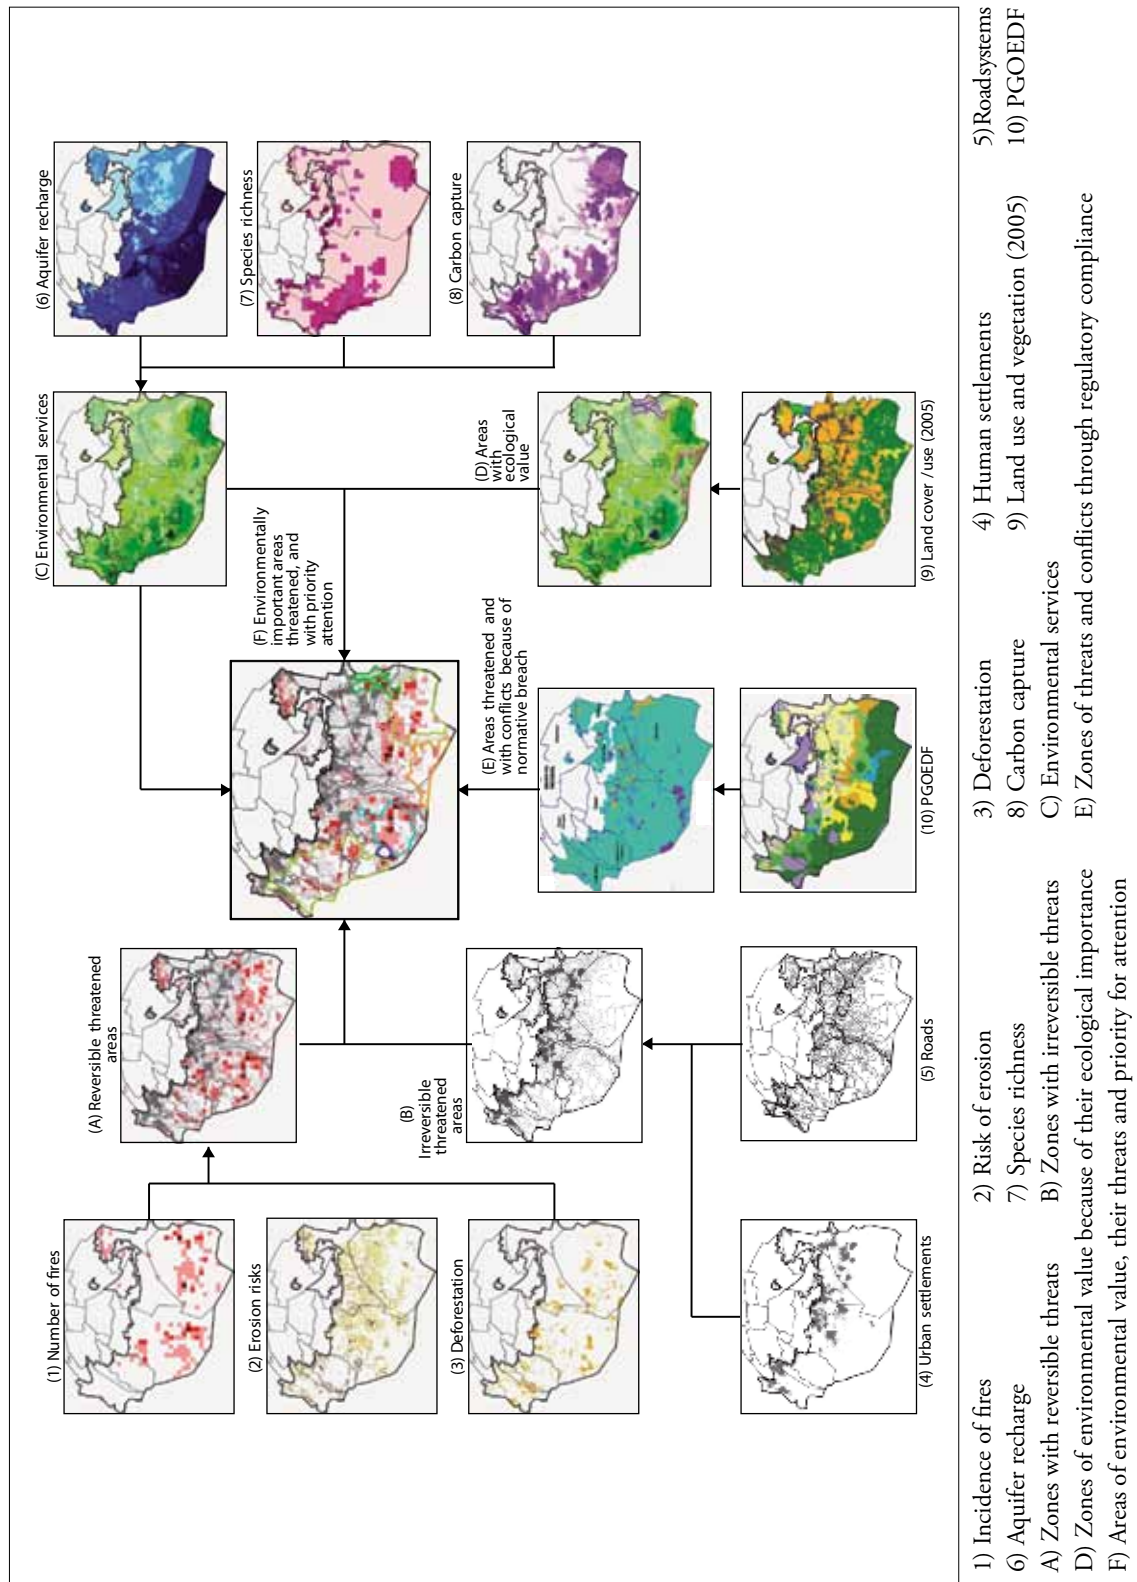 (1) Number of fires
(2) Erosion risks
(3) Deforestation
(4) Urban settlements
(A) Reversible threatened
areas
(B)
Irreversible
threatened
areas
(5) Roads
(F) Environmentally
important areas
threatened, and
with priority
attention
(E) Areas threatened and
with conflicts because of
normative breach
(10) PGOEDF
(C) Environmental services
(D) Areas
with
ecological
value
(9) Land cover / use (2005)
(6) Aquifer recharge
(7) Species richness
(8) Carbon capture
1) Incidence of fires 2) Risk of erosion 3) Deforestation 4) Human settlements 5)Roadsystems
6) Aquifer recharge 7) Species richness 8) Carbon capture 9) Land use and vegetation (2005) 10) PGOEDF
A) Zones with reversible threats B) Zones with irreversible threats C) Environmental services
D) Zones of environmental value because of their ecological importance E) Zones of threats and conflicts through regulatory compliance
F) Areas of environmental value, their threats and priority for attention